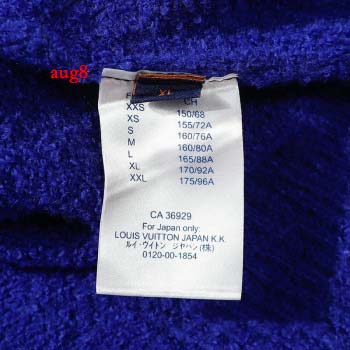 aug8
XL
CH
XXS 150/68
XS 155/72A
S 160/76A
M 160/80A
L 165/88A
XL 170/92A
XXL 175/96A
CA 36929
For Japan only:
LOUIS VUITTON JAPAN K.K.
ルイ・ヴィトン ジャパン(株)
0120-00-1854